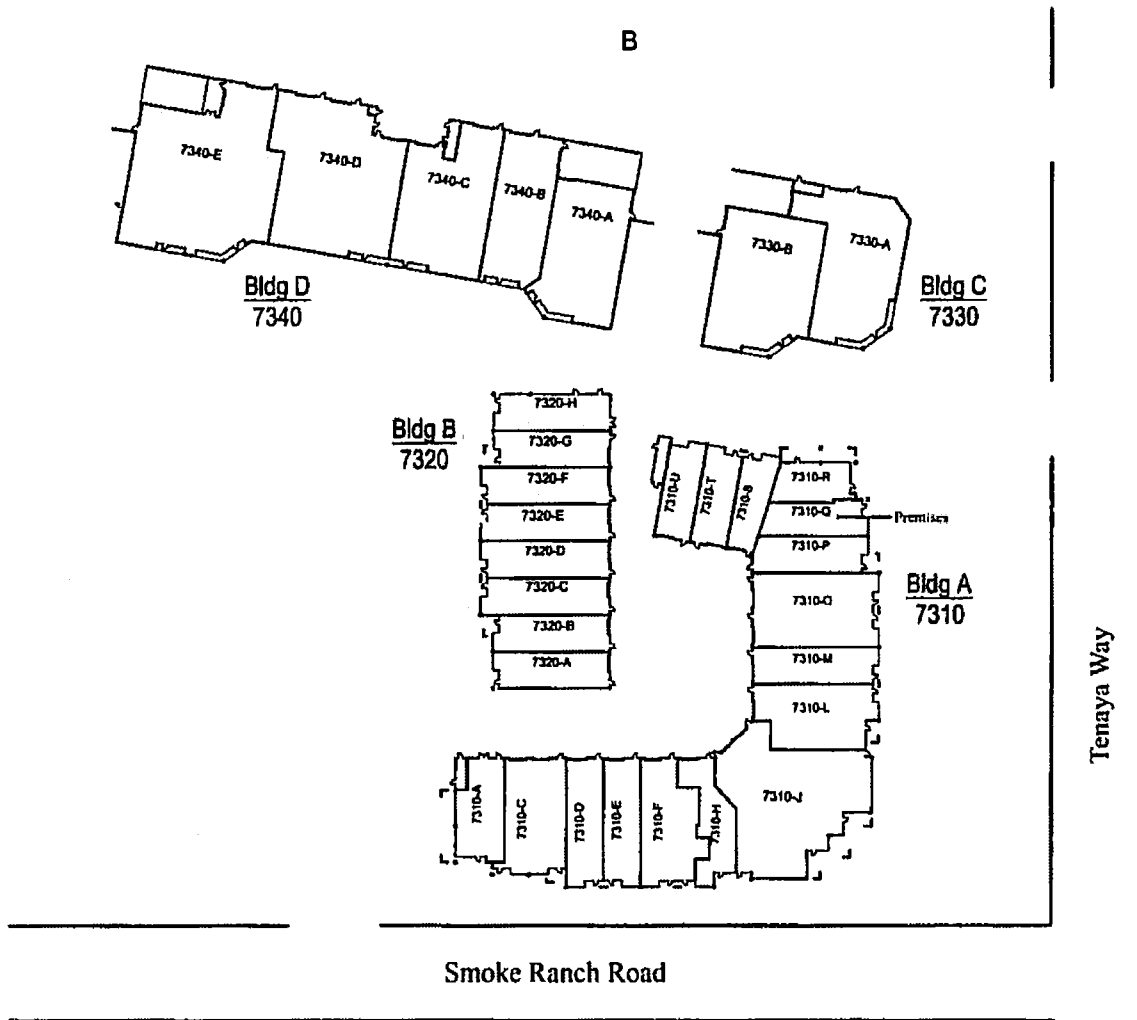 B
7340-E
7340-D
7340-C
7340-B
7340-A
7330-B
7330-A
Bldg D
7340
Bldg C
7330
Bldg B
7320
7320-H
7320-G
7320-F
7320-E
7320-D
7320-C
7320-B
7320-A
7310-U
7310-T
7310-S
7310-R
7310-Q
Premises
7310-P
Bldg A
7310
7310-O
7310-M
7310-L
7310-A
7310-C
7310-D
7310-E
7310-F
7310-H
7310-J
Tenaya Way
Smoke Ranch Road